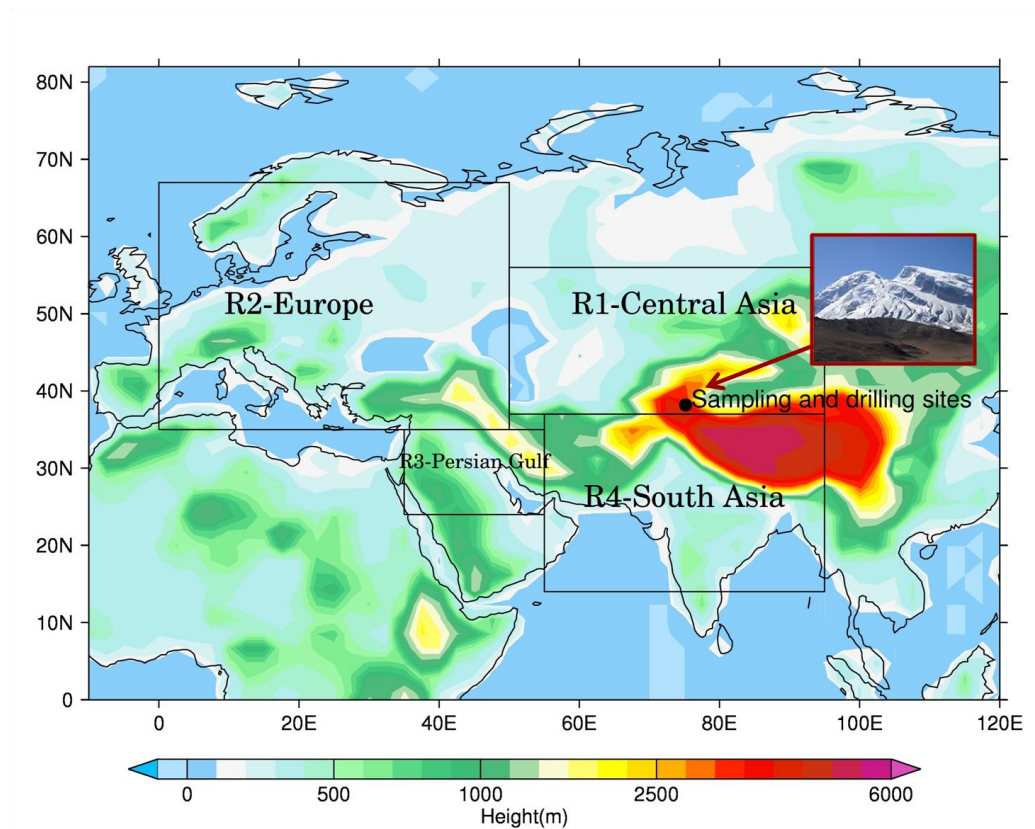 80N
70N
60N
50N
40N
30N
20N
10N
0
R2-Europe
R1-Central Asia
Sampling and drilling sites
R3-Persian Gulf
R4-South Asia
0 20E 40E 60E 80E 100E 120E
0 500 1000 2500 6000
Height(m)